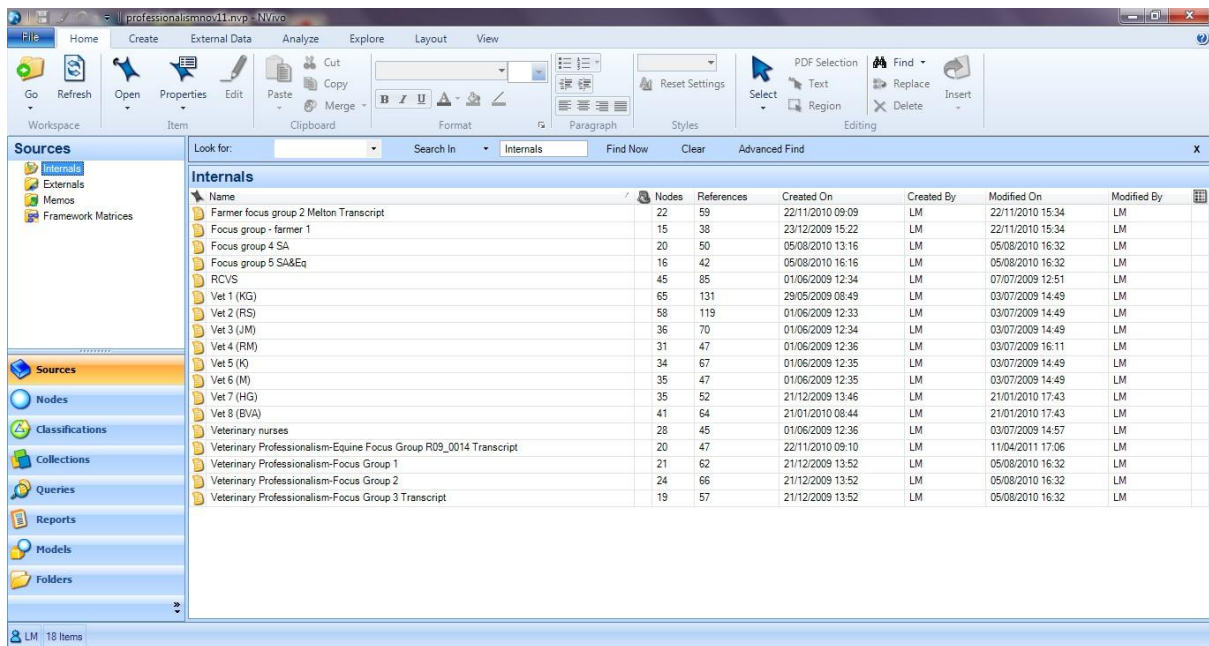 professionalismnov11.nvp - NVivo
File Home Create External Data Analyze Explore Layout View
Go Refresh Open Properties Edit Paste Cut Copy Merge B I U Reset Settings Select PDF Selection Text Region Find Replace Delete Insert
Workspace Item Clipboard Format Paragraph Styles Editing
Sources
Internals
Externals
Memos
Framework Matrices
Sources
Nodes
Classifications
Collections
Queries
Reports
Models
Folders
Look for: Search In Internals Find Now Clear Advanced Find x
Internals
Name Nodes References Created On Created By Modified On Modified By
Farmer focus group 2 Melton Transcript 22 59 22/11/2010 09:09 LM 22/11/2010 15:34 LM
Focus group - farmer 1 15 38 23/12/2009 15:22 LM 22/11/2010 15:34 LM
Focus group 4 SA 20 50 05/08/2010 13:16 LM 05/08/2010 16:32 LM
Focus group 5 SA&Eq 16 42 05/08/2010 16:16 LM 05/08/2010 16:32 LM
RCVS 45 85 01/06/2009 12:34 LM 07/07/2009 12:51 LM
Vet 1 (KG) 65 131 29/05/2009 08:49 LM 03/07/2009 14:49 LM
Vet 2 (RS) 58 119 01/06/2009 12:33 LM 03/07/2009 14:49 LM
Vet 3 (JM) 36 70 01/06/2009 12:34 LM 03/07/2009 14:49 LM
Vet 4 (RM) 31 47 01/06/2009 12:36 LM 03/07/2009 16:11 LM
Vet 5 (K) 34 67 01/06/2009 12:35 LM 03/07/2009 14:49 LM
Vet 6 (M) 35 47 01/06/2009 12:35 LM 03/07/2009 14:49 LM
Vet 7 (HG) 35 52 21/12/2009 13:46 LM 21/01/2010 17:43 LM
Vet 8 (BVA) 41 64 21/01/2010 08:44 LM 21/01/2010 17:43 LM
Veterinary nurses 28 45 01/06/2009 12:36 LM 03/07/2009 14:57 LM
Veterinary Professionalism-Equine Focus Group R09_0014 Transcript 20 47 22/11/2010 09:10 LM 11/04/2011 17:06 LM
Veterinary Professionalism-Focus Group 1 21 62 21/12/2009 13:52 LM 05/08/2010 16:32 LM
Veterinary Professionalism-Focus Group 2 24 66 21/12/2009 13:52 LM 05/08/2010 16:32 LM
Veterinary Professionalism-Focus Group 3 Transcript 19 57 21/12/2009 13:52 LM 05/08/2010 16:32 LM
LM 18 Items